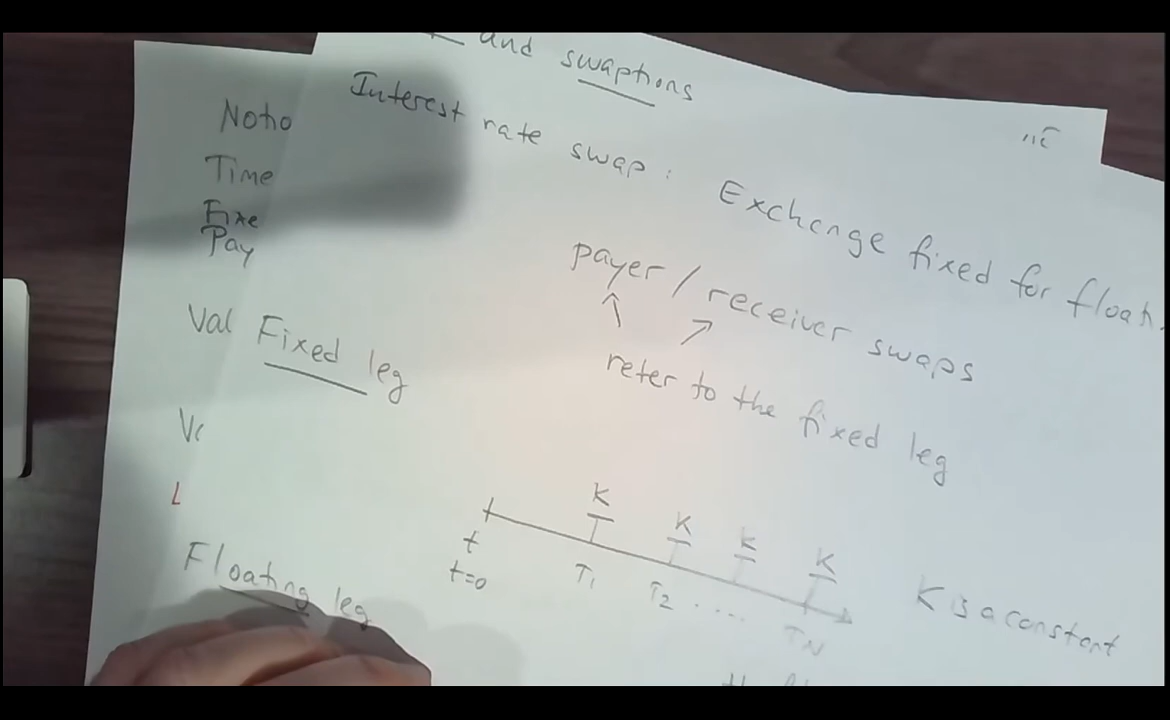 and swaptions
Interest rate swap : Exchange fixed for float.
payer / receiver swaps
refer to the fixed leg
Fixed leg
K K K K
t
t=0
T1 T2 .... TN
K is a constant
Floating leg
Notio
Time
Fixe
Pay
Val